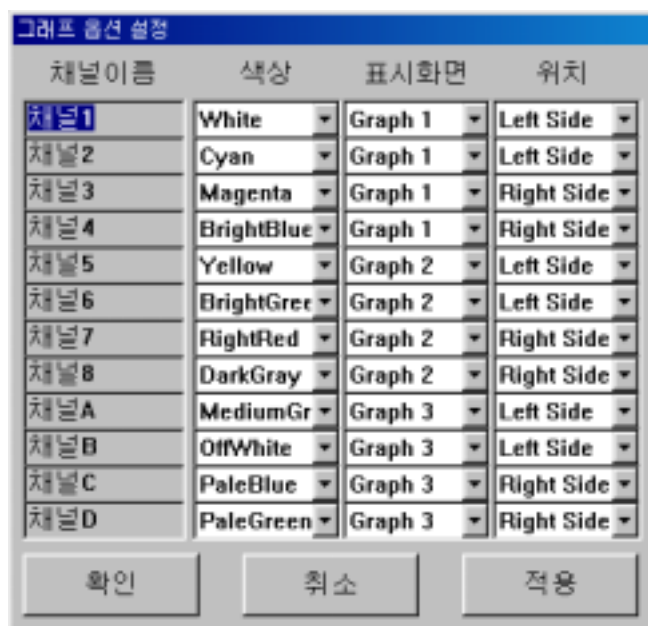 그래프 옵션 설정
채널이름 색상 표시화면 위치
채널1 White Graph 1 Left Side
채널2 Cyan Graph 1 Left Side
채널3 Magenta Graph 1 Right Side
채널4 BrightBlue Graph 1 Right Side
채널5 Yellow Graph 2 Left Side
채널6 BrightGree Graph 2 Left Side
채널7 RightRed Graph 2 Right Side
채널8 DarkGray Graph 2 Right Side
채널A MediumGr Graph 3 Left Side
채널B OffWhite Graph 3 Left Side
채널C PaleBlue Graph 3 Right Side
채널D PaleGreen Graph 3 Right Side
확인 취소 적용